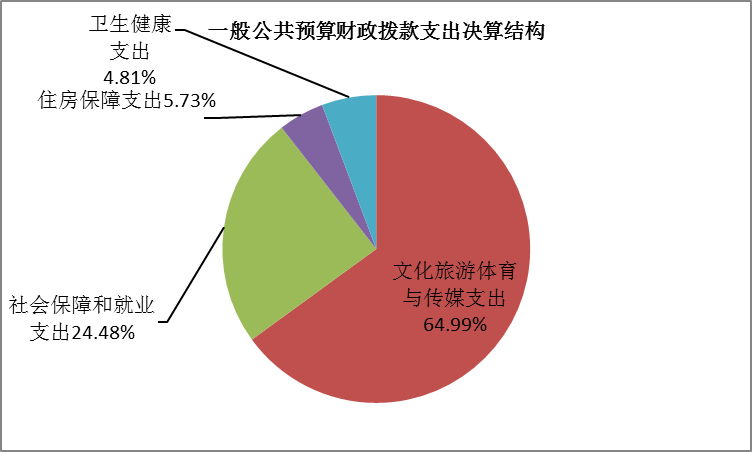 一般公共预算财政拨款支出决算结构
卫生健康
支出
4.81%
住房保障支出5.73%
社会保障和就业
支出24.48%
文化旅游体育
与传媒支出
64.99%